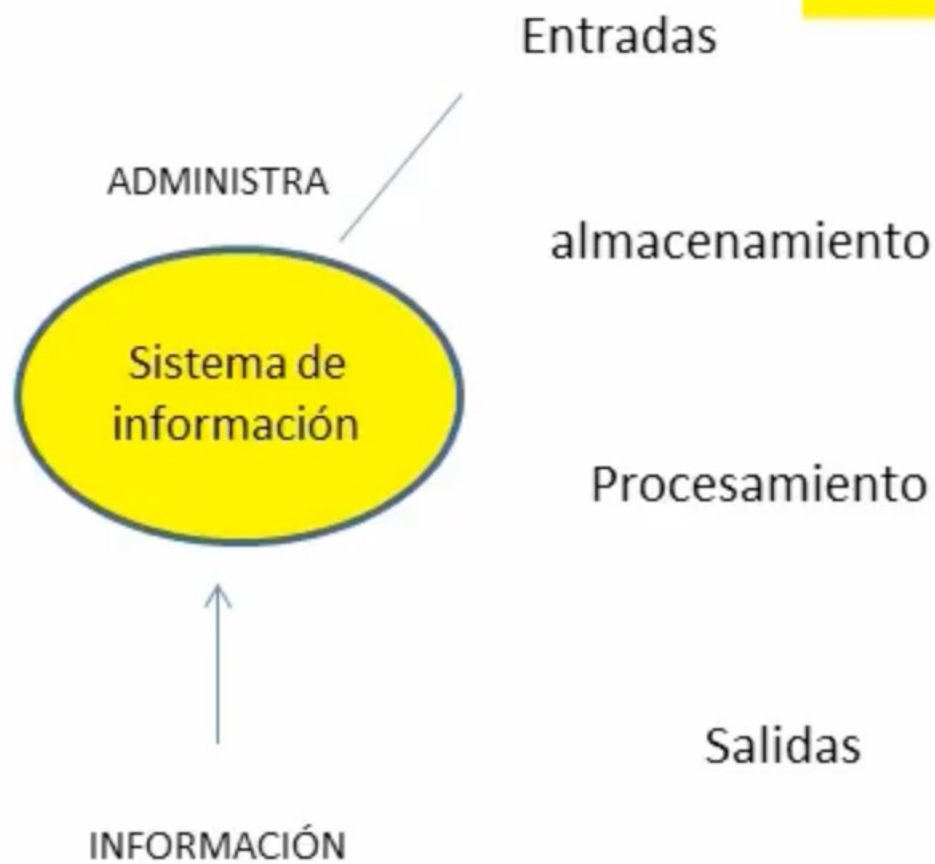 Entradas
ADMINISTRA
almacenamiento
Sistema de
información
Procesamiento
Salidas
INFORMACIÓN